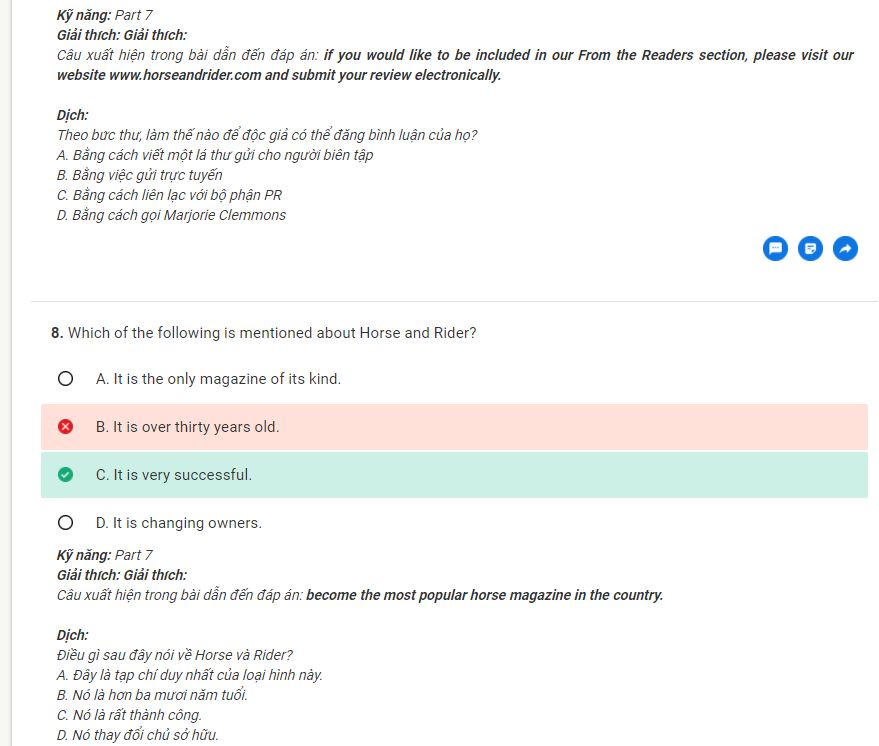 Kỹ năng: Part 7
Giải thích: Giải thích:
Câu xuất hiện trong bài dẫn đến đáp án: if you would like to be included in our From the Readers section, please visit our
website www.horseandrider.com and submit your review electronically.
Dịch:
Theo bức thư, làm thế nào để độc giả có thể đăng bình luận của họ?
A. Bằng cách viết một lá thư gửi cho người biên tập
B. Bằng việc gửi trực tuyến
C. Bằng cách liên lạc với bộ phận PR
D. Bằng cách gọi Marjorie Clemmons
8. Which of the following is mentioned about Horse and Rider?
A. It is the only magazine of its kind.
B. It is over thirty years old.
C. It is very successful.
D. It is changing owners.
Kỹ năng: Part 7
Giải thích: Giải thích:
Câu xuất hiện trong bài dẫn đến đáp án: become the most popular horse magazine in the country.
Dịch:
Điều gì sau đây nói về Horse và Rider?
A. Đây là tạp chí duy nhất của loại hình này.
B. Nó là hơn ba mươi năm tuổi.
C. Nó là rất thành công.
D. Nó thay đổi chủ sở hữu.